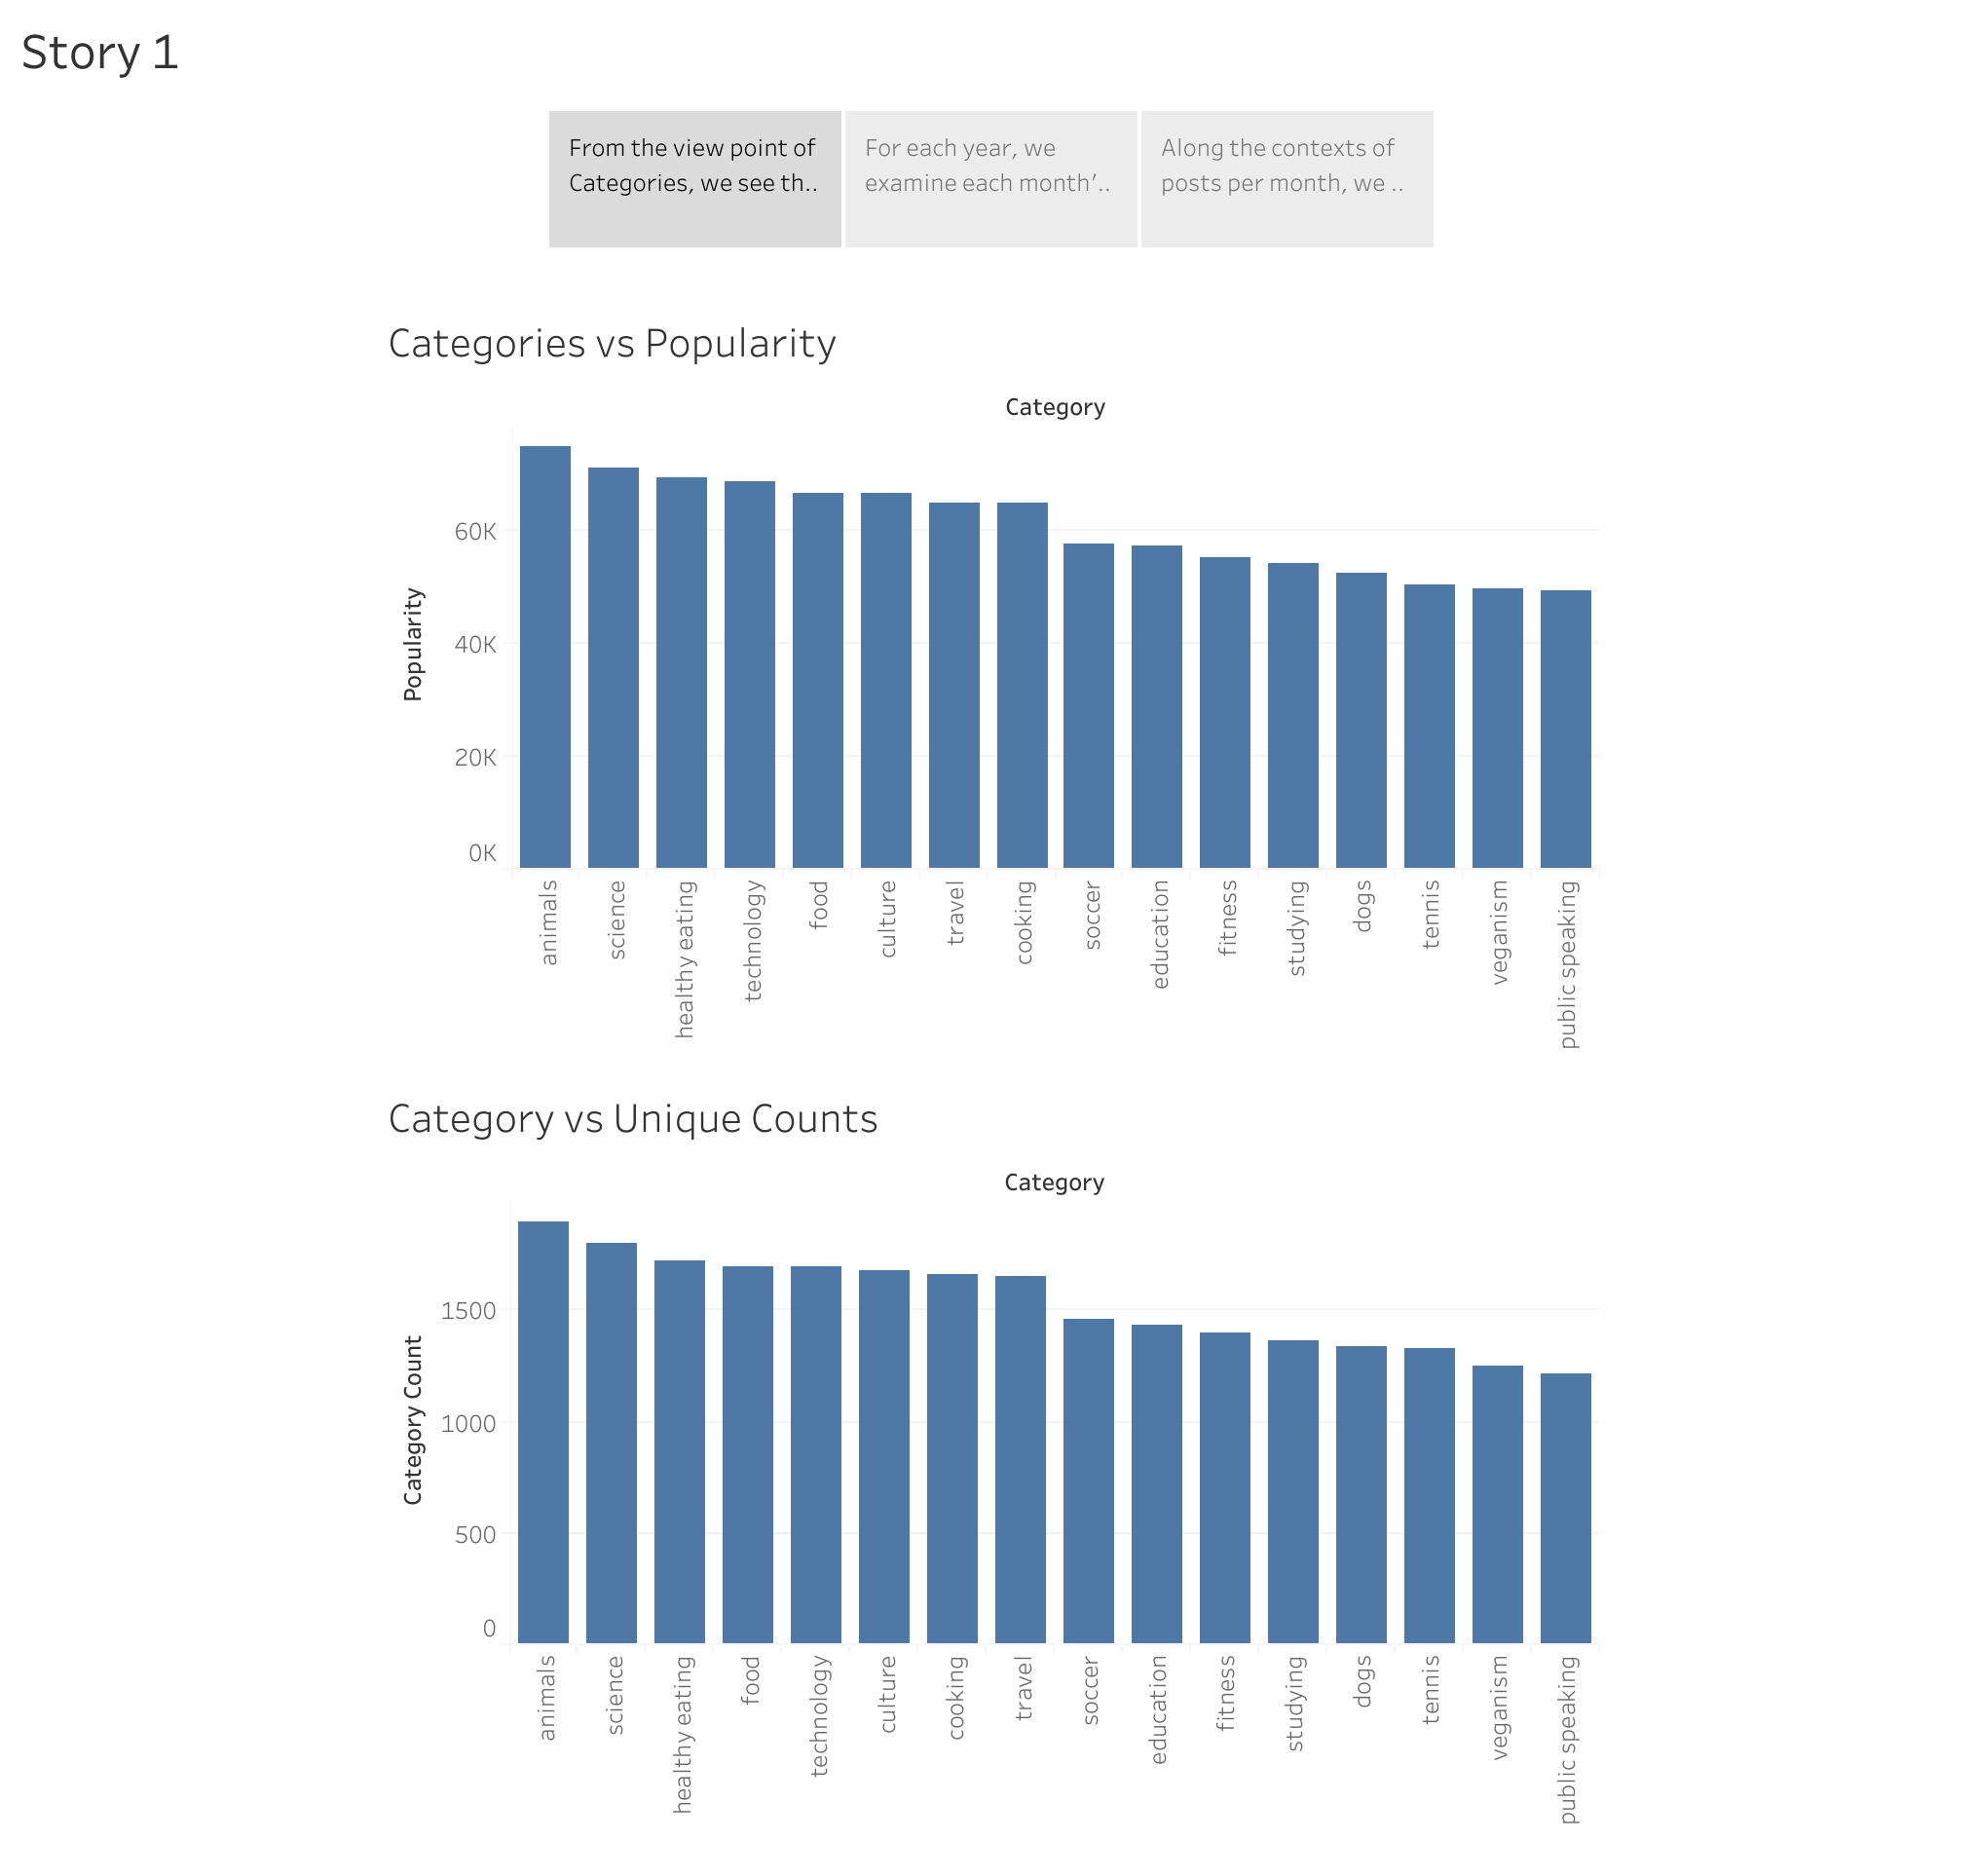 Story 1
From the view point of
Categories, we see th..
For each year, we
examine each month’..
Along the contexts of
posts per month, we ..
Categories vs Popularity
Category
Popularity
60K
40K
20K
0K
animals
science
healthy eating
technology
food
culture
travel
cooking
soccer
education
fitness
studying
dogs
tennis
veganism
public speaking
Category vs Unique Counts
Category
Category Count
1500
1000
500
0
animals
science
healthy eating
food
technology
culture
cooking
travel
soccer
education
fitness
studying
dogs
tennis
veganism
public speaking